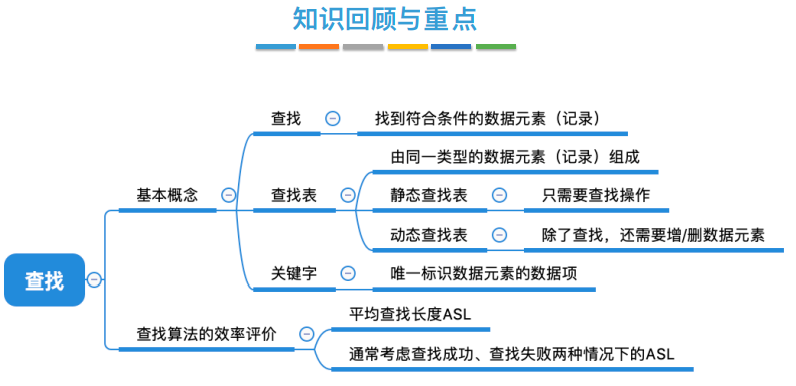 知识回顾与重点
查找
基本概念
查找
找到符合条件的数据元素（记录）
查找表
由同一类型的数据元素（记录）组成
静态查找表
只需要查找操作
动态查找表
除了查找，还需要增/删数据元素
关键字
唯一标识数据元素的数据项
查找算法的效率评价
平均查找长度ASL
通常考虑查找成功、查找失败两种情况下的ASL